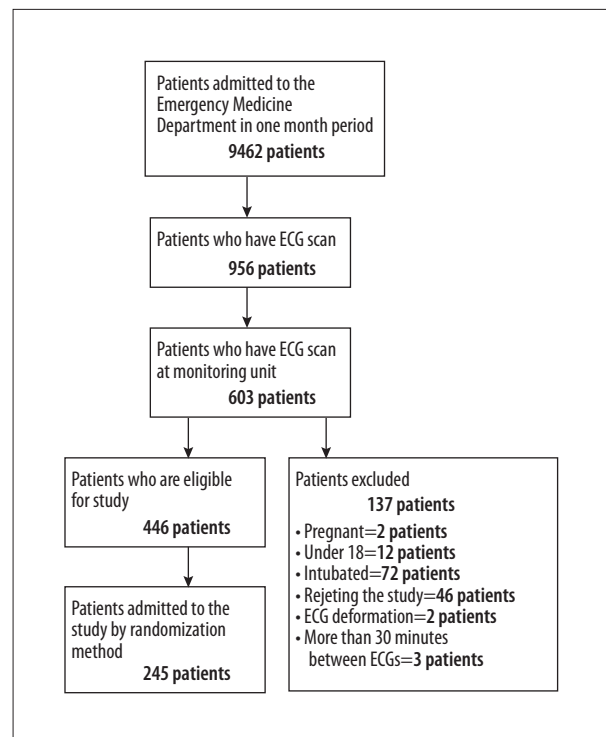 Patients admitted to the
Emergency Medicine
Department in one month period
9462 patients
Patients who have ECG scan
956 patients
Patients who have ECG scan
at monitoring unit
603 patients
Patients who are eligible
for study
446 patients
Patients admitted to the
study by randomization
method
245 patients
Patients excluded
137 patients
• Pregnant=2 patients
• Under 18=12 patients
• Intubated=72 patients
• Rejeting the study=46 patients
• ECG deformation=2 patients
• More than 30 minutes
between ECGs=3 patients